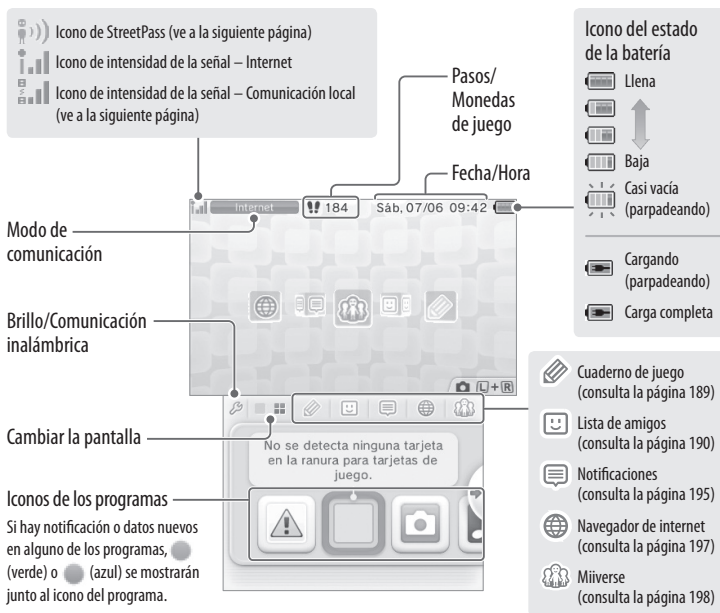 Icono de StreetPass (ve a la siguiente página)
Icono de intensidad de la señal – Internet
Icono de intensidad de la señal – Comunicación local
(ve a la siguiente página)
Pasos/
Monedas
de juego
Fecha/Hora
Icono del estado
de la batería
Llena
Baja
Casi vacía
(parpadeando)
Cargando
(parpadeando)
Carga completa
Internet
184
Sáb, 07/06 09:42
Modo de
comunicación
Brillo/Comunicación
inalámbrica
L+R
Cambiar la pantalla
No se detecta ninguna tarjeta
en la ranura para tarjetas de
juego.
Iconos de los programas
Si hay notificación o datos nuevos
en alguno de los programas,
(verde) o (azul) se mostrarán
junto al icono del programa.
Cuaderno de juego
(consulta la página 189)
Lista de amigos
(consulta la página 190)
Notificaciones
(consulta la página 195)
Navegador de internet
(consulta la página 197)
Miiverse
(consulta la página 198)